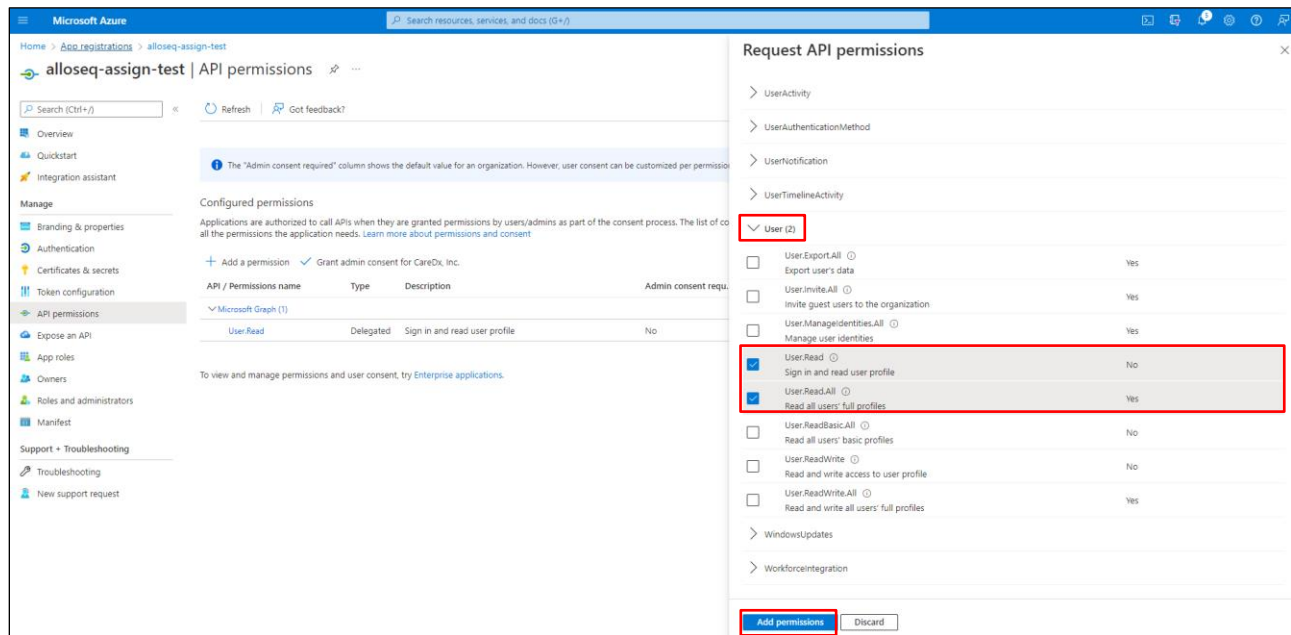 Microsoft Azure
Search resources, services, and docs (G+/)
3
Home > App registrations > alloseq-assign-test
alloseq-assign-test | API permissions
Search (Ctrl+/)
Refresh
Got feedback?
Overview
Quickstart
Integration assistant
Manage
Branding & properties
Authentication
Certificates & secrets
Token configuration
API permissions
Expose an API
App roles
Owners
Roles and administrators
Manifest
Support + Troubleshooting
Troubleshooting
New support request
The "Admin consent required" column shows the default value for an organization. However, user consent can be customized per permission
Configured permissions
Applications are authorized to call APIs when they are granted permissions by users/admins as part of the consent process. The list of co
all the permissions the application needs. Learn more about permissions and consent
Add a permission Grant admin consent for CareDx, Inc.
API / Permissions name Type Description Admin consent requ.
Microsoft Graph (1)
User.Read Delegated Sign in and read user profile No
To view and manage permissions and user consent, try Enterprise applications.
Request API permissions
UserActivity
UserAuthenticationMethod
UserNotification
UserTimelineActivity
User (2)
User.Export.All
Export user's data Yes
User.Invite.All
Invite guest users to the organization Yes
User.ManageIdentities.All
Manage user identities Yes
User.Read
Sign in and read user profile No
User.Read.All
Read all users' full profiles Yes
User.ReadBasic.All
Read all users' basic profiles No
User.ReadWrite
Read and write access to user profile No
User.ReadWrite.All
Read and write all users' full profiles Yes
WindowsUpdates
WorkforceIntegration
Add permissions
Discard